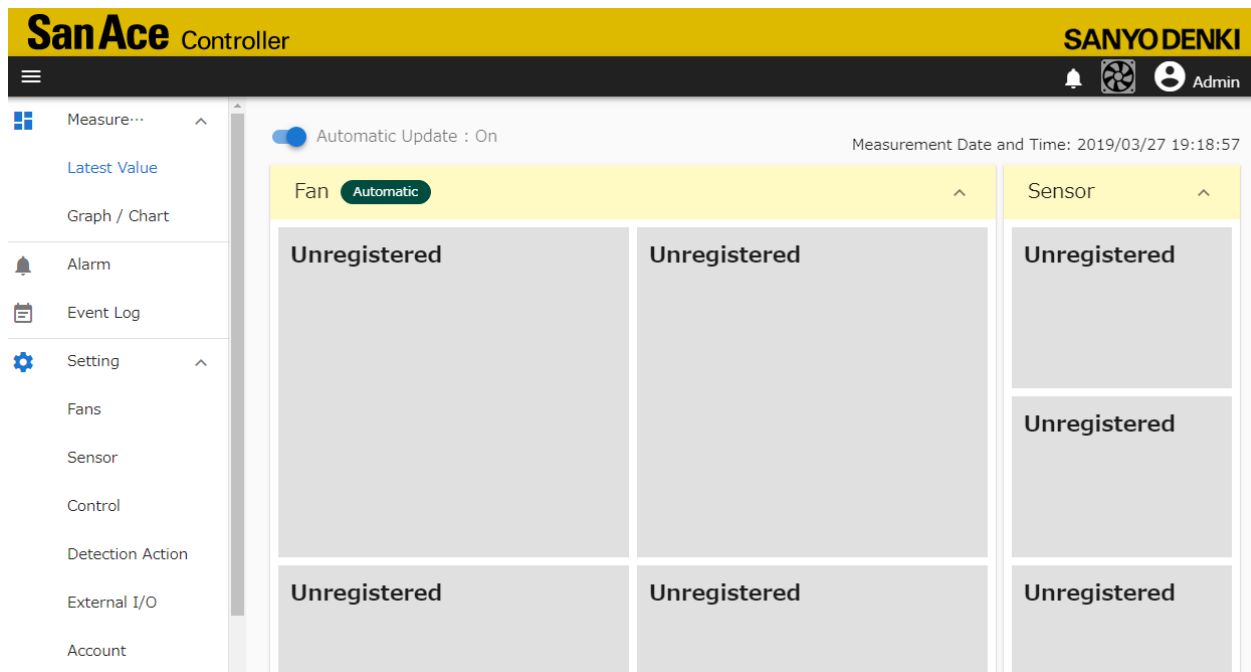 San Ace Controller
SANYO DENKI
Admin
Measure…
Latest Value
Graph / Chart
Alarm
Event Log
Setting
Fans
Sensor
Control
Detection Action
External I/O
Account
Automatic Update : On
Measurement Date and Time: 2019/03/27 19:18:57
Fan Automatic
Unregistered
Unregistered
Unregistered
Unregistered
Sensor
Unregistered
Unregistered
Unregistered